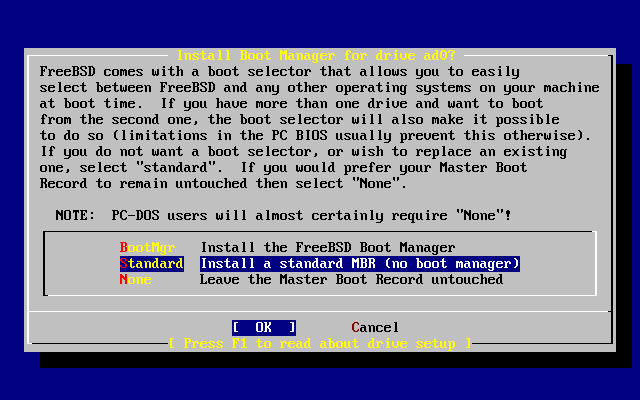 Install Boot Manager for drive ad0?
FreeBSD comes with a boot selector that allows you to easily
select between FreeBSD and any other operating systems on your machine
at boot time.  If you have more than one drive and want to boot
from the second one, the boot selector will also make it possible
to do so (limitations in the PC BIOS usually prevent this otherwise).
If you do not want a boot selector, or wish to replace an existing
one, select "standard".  If you would prefer your Master Boot
Record to remain untouched then select "None".
NOTE:  PC-DOS users will almost certainly require "None"!
BootMgr   Install the FreeBSD Boot Manager
Standard  Install a standard MBR (no boot manager)
None      Leave the Master Boot Record untouched
[  OK  ]       Cancel
[ Press F1 to read about drive setup ]